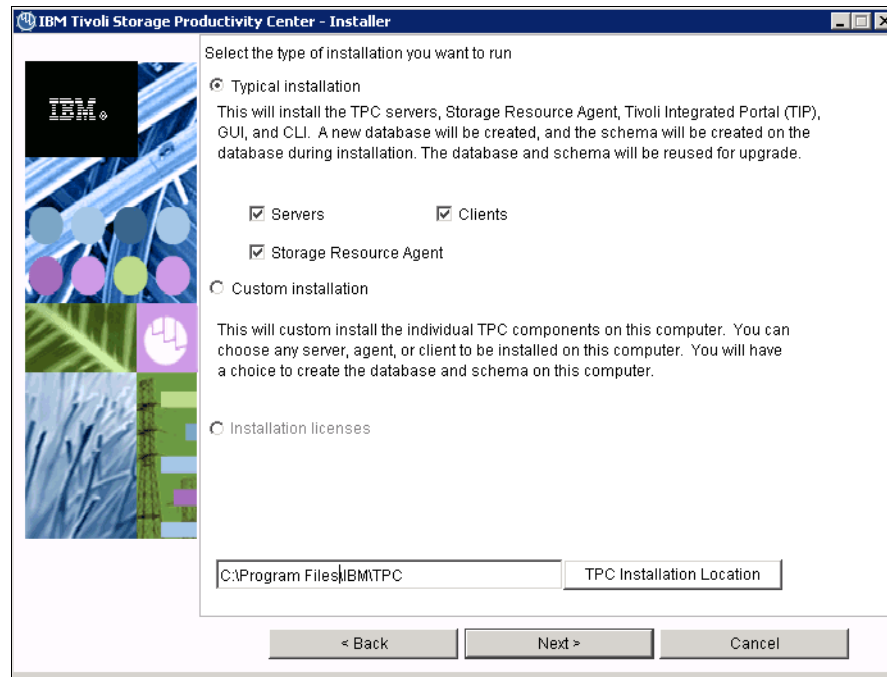 IBM Tivoli Storage Productivity Center - Installer
IBM®
Select the type of installation you want to run
Typical installation
This will install the TPC servers, Storage Resource Agent, Tivoli Integrated Portal (TIP),
GUI, and CLI. A new database will be created, and the schema will be created on the
database during installation. The database and schema will be reused for upgrade.
Servers
Clients
Storage Resource Agent
Custom installation
This will custom install the individual TPC components on this computer. You can
choose any server, agent, or client to be installed on this computer. You will have
a choice to create the database and schema on this computer.
Installation licenses
C:\Program Files\IBM\TPC
TPC Installation Location
< Back
Next >
Cancel